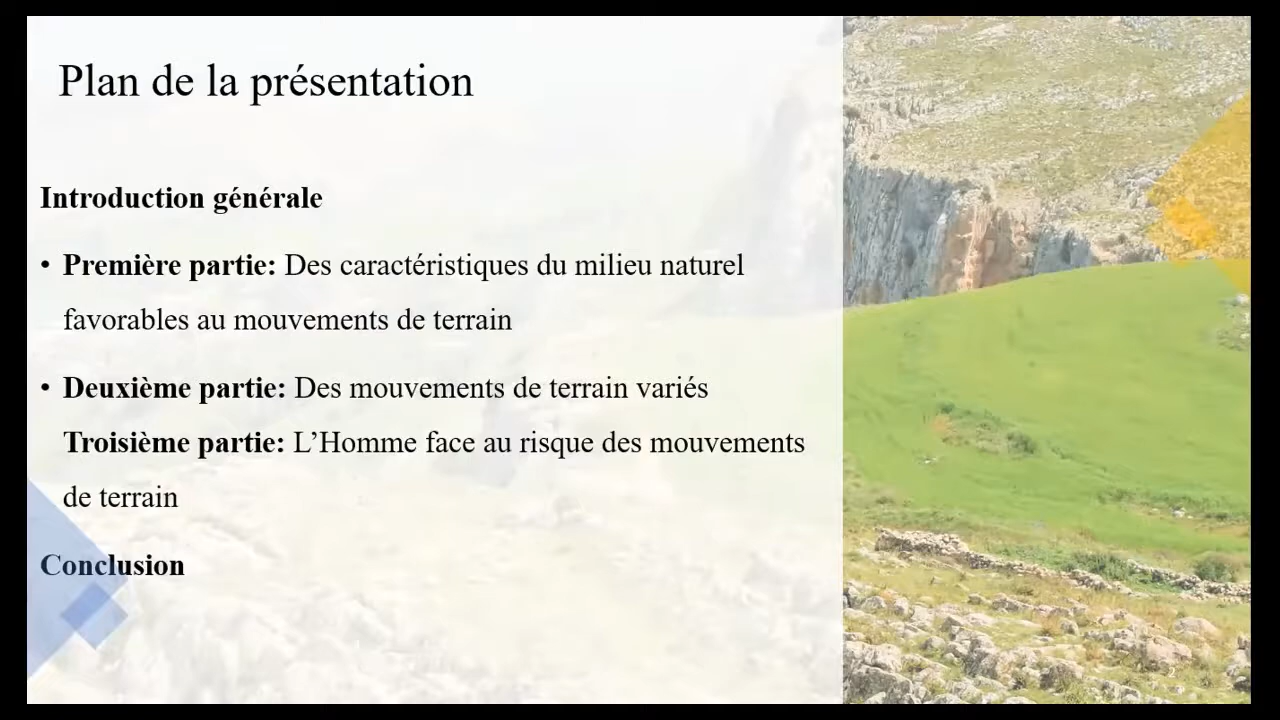 Plan de la présentation
Introduction générale
• Première partie: Des caractéristiques du milieu naturel
favorables au mouvements de terrain
• Deuxième partie: Des mouvements de terrain variés
Troisième partie: L’Homme face au risque des mouvements
de terrain
Conclusion